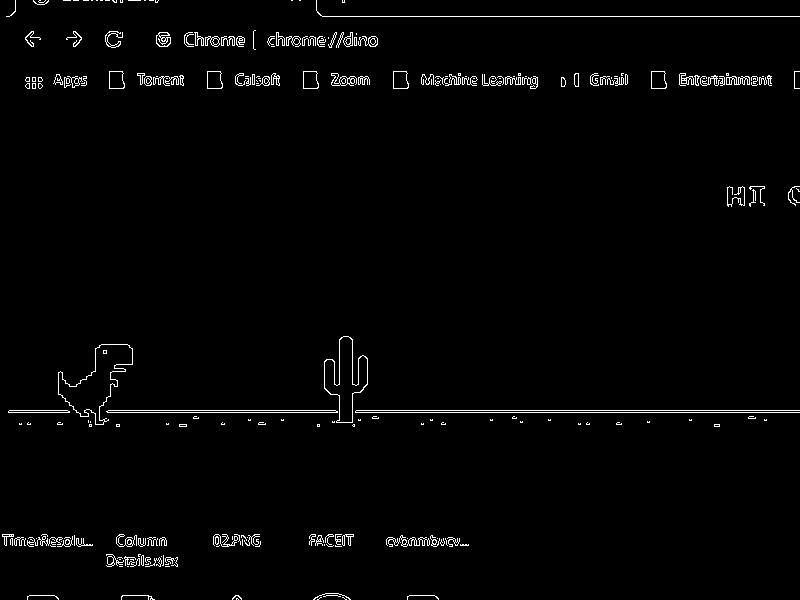 Chrome | chrome://dino
Apps Torrent Calsoft Zoom Machine Learning Gmail Entertainment
HI
TimerResolu... Column Details.xlsx 02.PNG FACEIT cvbnmbvcv...